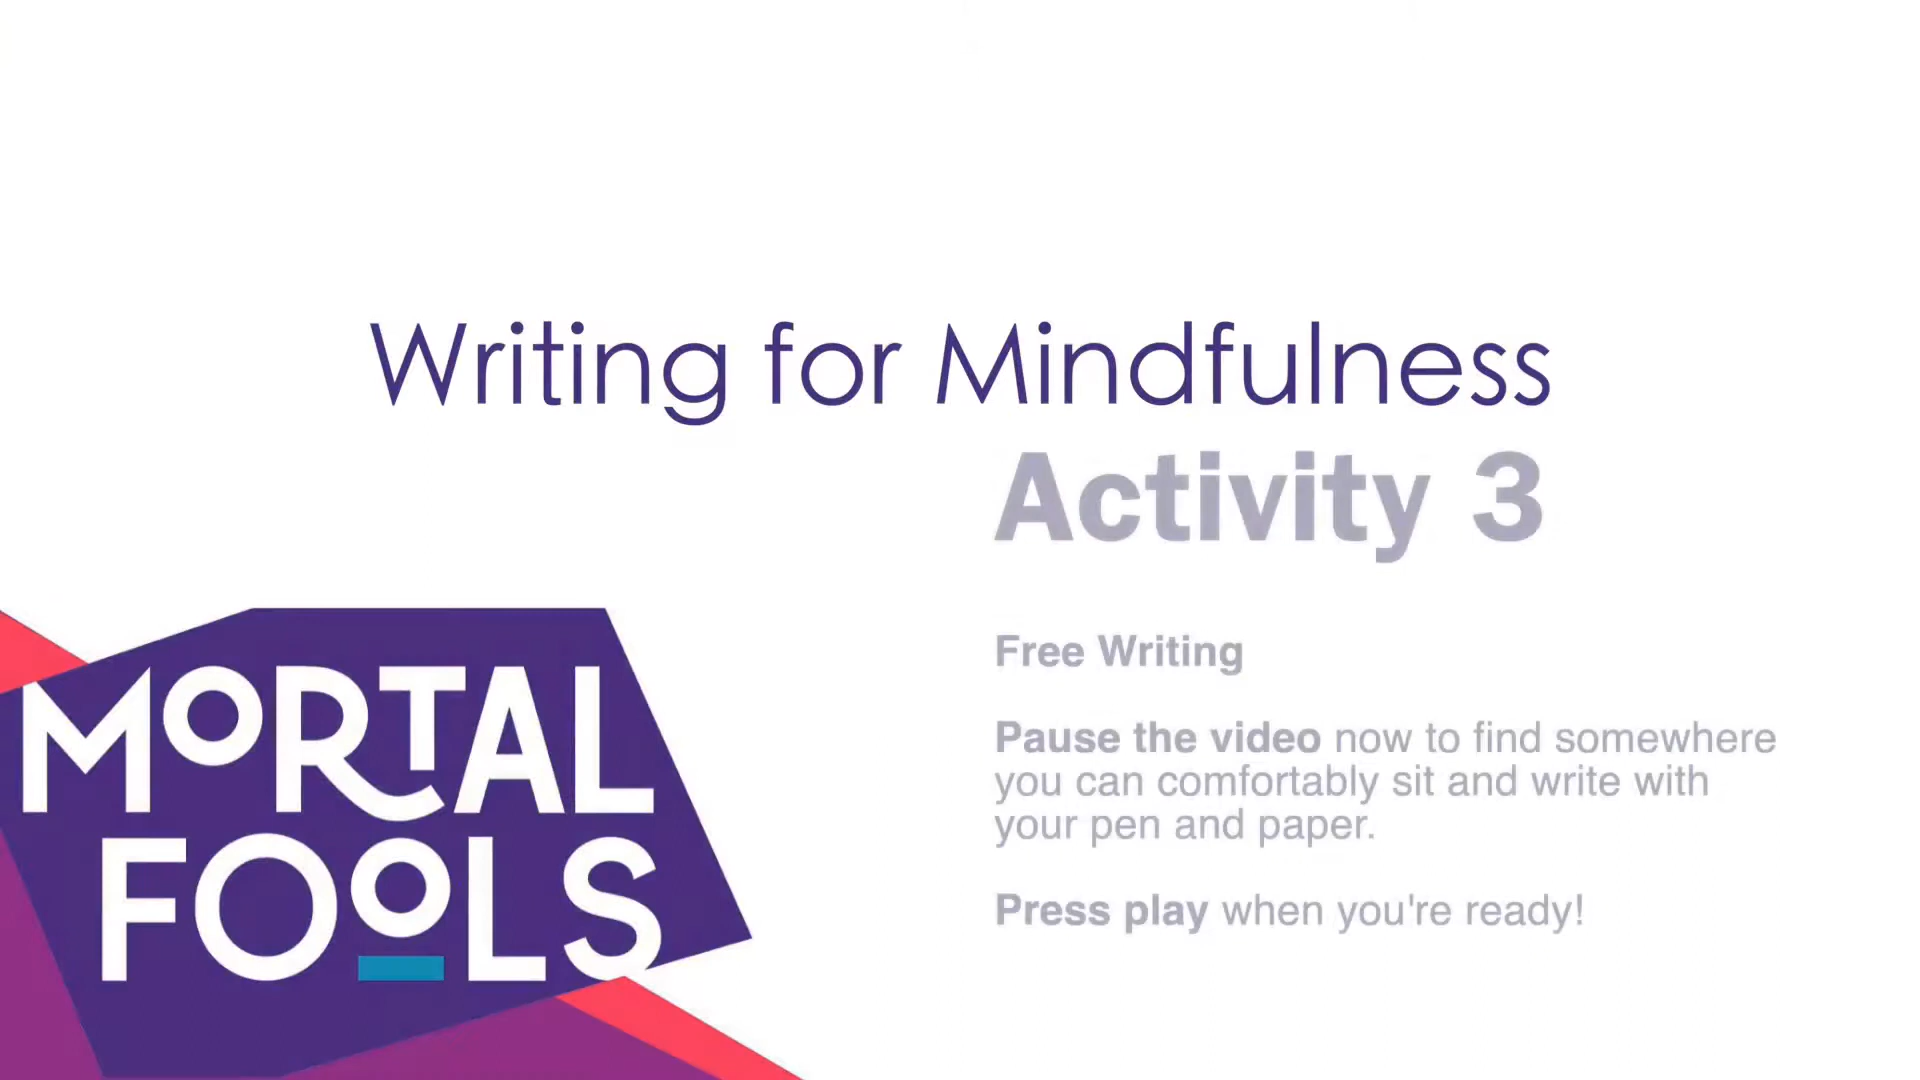 Writing for Mindfulness
Activity 3
Free Writing
Pause the video now to find somewhere
you can comfortably sit and write with
your pen and paper.
Press play when you're ready!
MORTAL
FOOLS